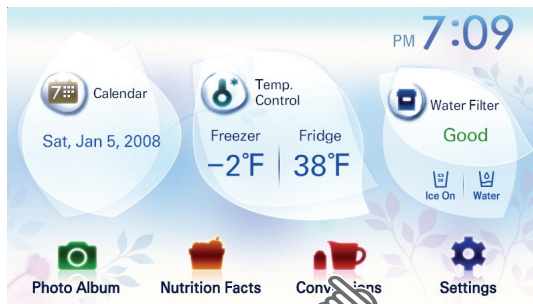 PM 7:09
7
Calendar
Sat, Jan 5, 2008
Temp.
Control
Freezer
Fridge
-2°F
38°F
Water Filter
Good
Ice On
Water
Photo Album
Nutrition Facts
Settings